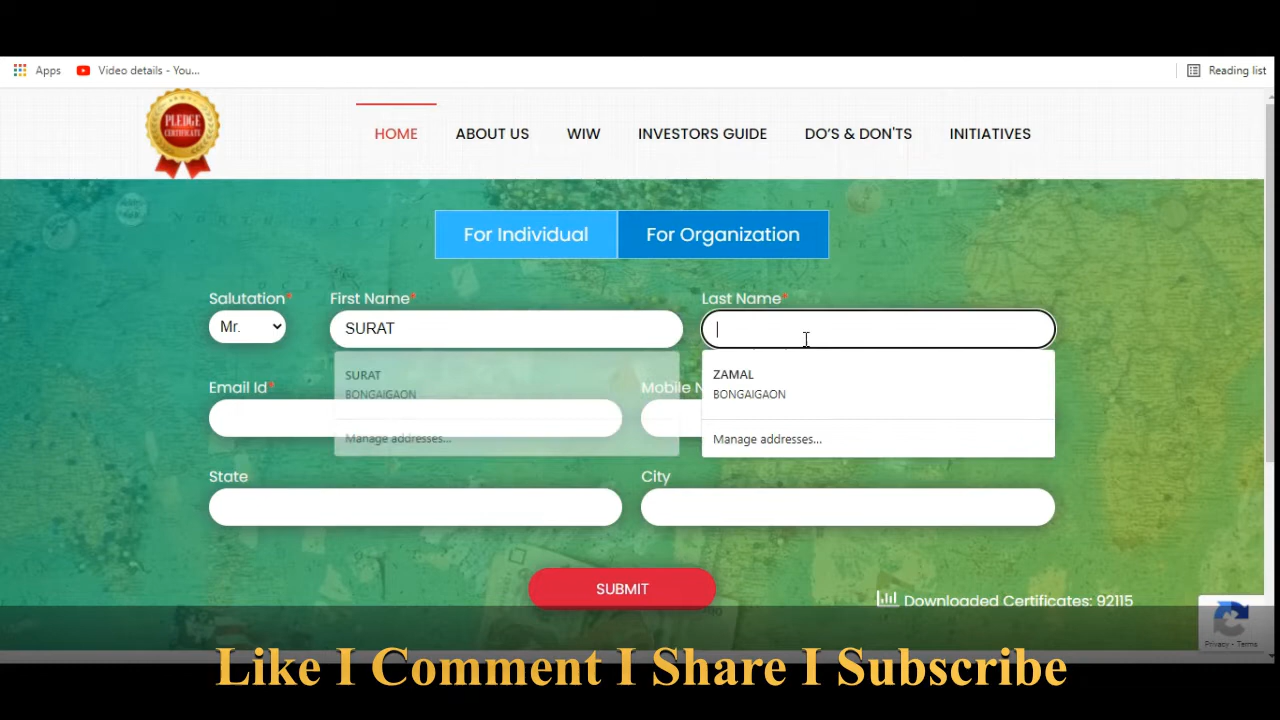 Apps Video details - You... Reading list
PLEDGE
CERTIFICATE
HOME ABOUT US WIW INVESTORS GUIDE DO'S & DON'TS INITIATIVES
For Individual For Organization
Salutation* First Name* Last Name*
Mr. SURAT
SURAT ZAMAL
Email Id* Mobile N
BONGAIGAON BONGAIGAON
Manage addresses... Manage addresses...
State City
SUBMIT
Downloaded Certificates: 92115
Privacy - Terms
Like I Comment I Share I Subscribe